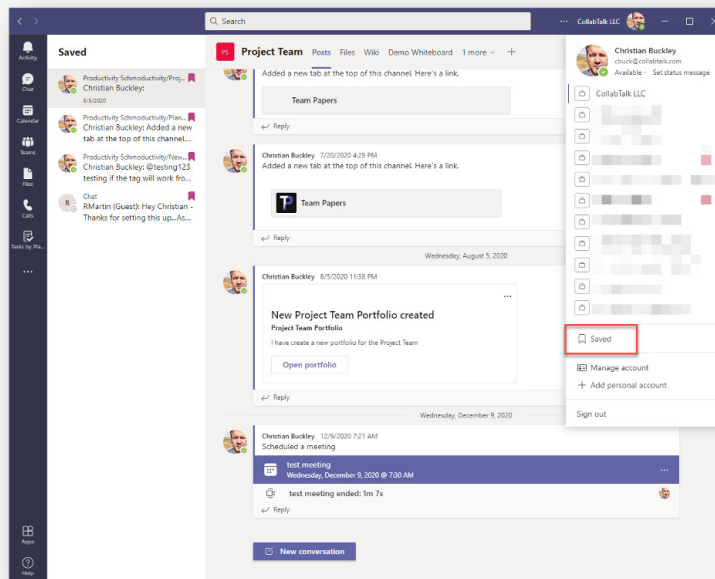 Search
CollabTalk LLC
Activity
Chat
Calendar
Teams
Files
Calls
Tasks by Pla...
Apps
Help
Saved
Productivity Schmoductivity/Proj...
Christian Buckley:
8/5/2020
Productivity Schmoductivity/Plan...
Christian Buckley: Added a new
tab at the top of this channel....
Productivity Schmoductivity/New...
Christian Buckley: @testing123
testing if the tag will work fro...
R
Chat
RMartin (Guest): Hey Christian -
Thanks for setting this up...As...
PS
Project Team Posts Files Wiki Demo Whiteboard 1 more
Added a new tab at the top of this channel. Here's a link.
Team Papers
Reply
Christian Buckley 7/20/2020 4:29 PM
Added a new tab at the top of this channel. Here's a link.
Team Papers
Reply
Wednesday, August 5, 2020
Christian Buckley 8/5/2020 11:38 PM
New Project Team Portfolio created
Project Team Portfolio
I have create a new portfolio for the Project Team
Open portfolio
Reply
Wednesday, December 9, 2020
Christian Buckley 12/9/2020 7:21 AM
Scheduled a meeting
test meeting
Wednesday, December 9, 2020 @ 7:30 AM
test meeting ended: 1m 7s
Reply
New conversation
Christian Buckley
cbuck@collabtalk.com
Available Set status message
CollabTalk LLC
Saved
Manage account
Add personal account
Sign out